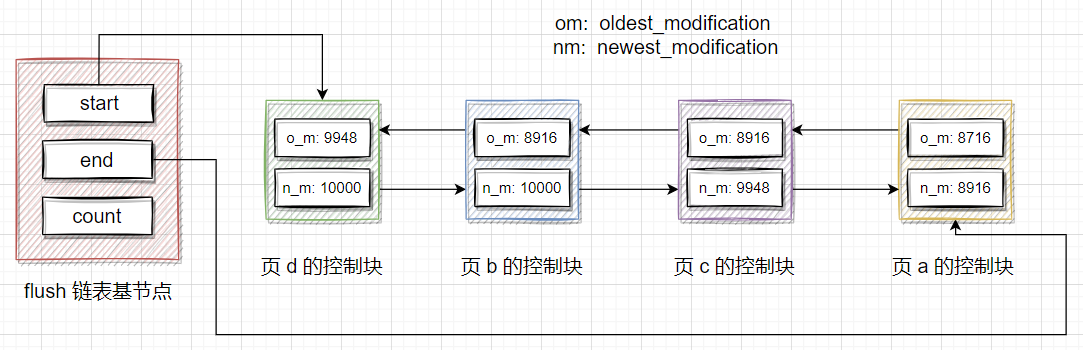 om: oldest_modification
nm: newest_modification
start
end
count
flush 链表基节点
o_m: 9948
n_m: 10000
页 d 的控制块
o_m: 8916
n_m: 10000
页 b 的控制块
o_m: 8916
n_m: 9948
页 c 的控制块
o_m: 8716
n_m: 8916
页 a 的控制块